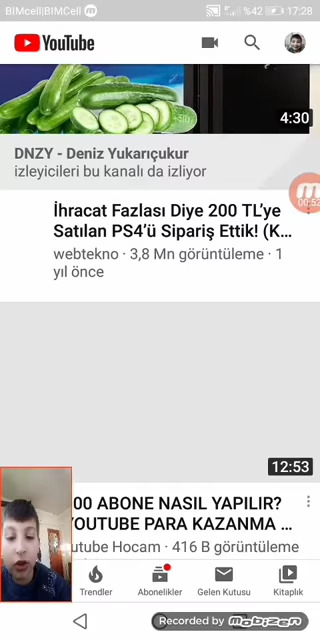 BIMcell|BIMCell
%42
17:28
YouTube
4:30
DNZY - Deniz Yukarıçukur
izleyicileri bu kanalı da izliyor
İhracat Fazlası Diye 200 TL’ye
Satılan PS4’ü Sipariş Ettik! (K...
webtekno · 3,8 Mn görüntüleme · 1
yıl önce
00:52
12:53
00 ABONE NASIL YAPILIR?
YOUTUBE PARA KAZANMA ...
utube Hocam · 416 B görüntüleme
Trendler
Abonelikler
Gelen Kutusu
Kitaplık
Recorded by mobizen